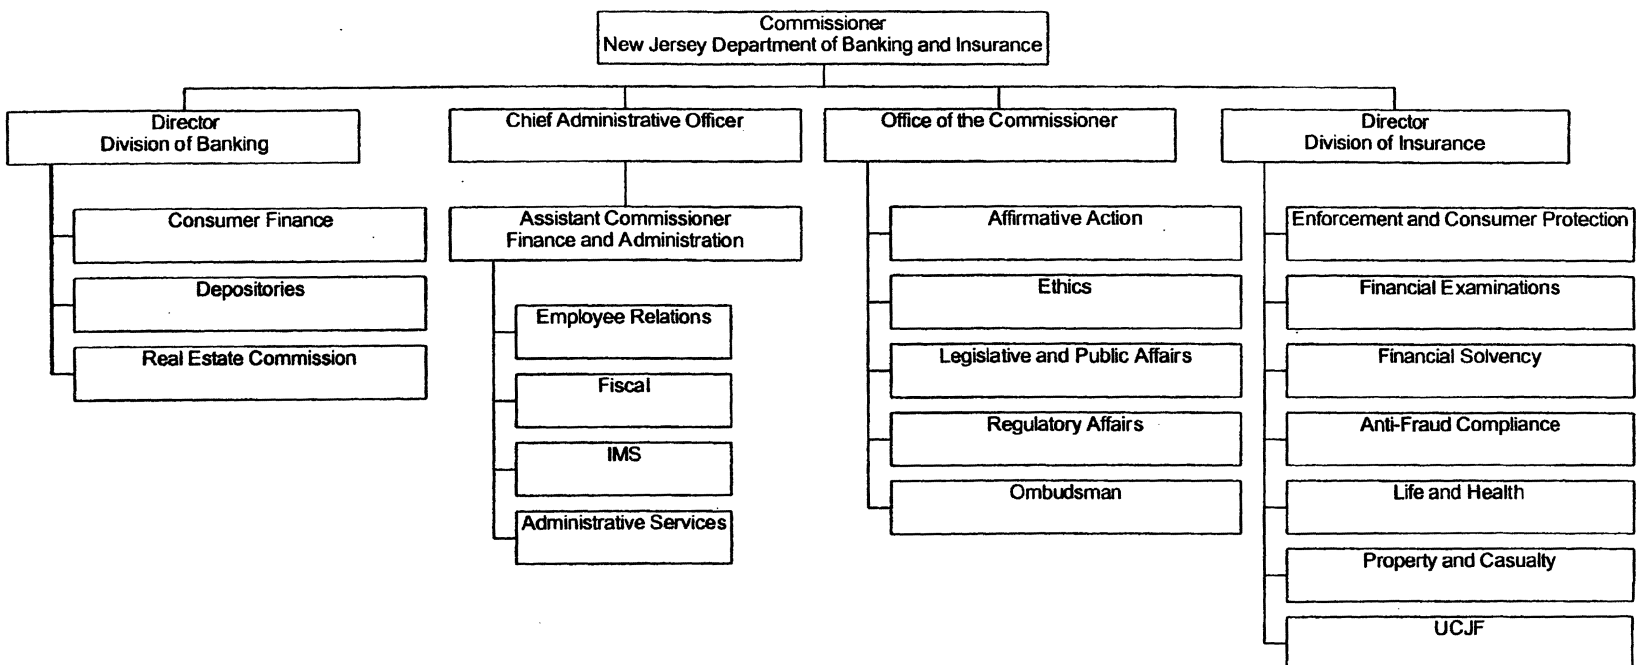 Commissioner
New Jersey Department of Banking and Insurance
Director
Division of Banking
Chief Administrative Officer
Office of the Commissioner
Director
Division of Insurance
Consumer Finance
Depositories
Real Estate Commission
Assistant Commissioner
Finance and Administration
Employee Relations
Fiscal
IMS
Administrative Services
Affirmative Action
Ethics
Legislative and Public Affairs
Regulatory Affairs
Ombudsman
Enforcement and Consumer Protection
Financial Examinations
Financial Solvency
Anti-Fraud Compliance
Life and Health
Property and Casualty
UCJF